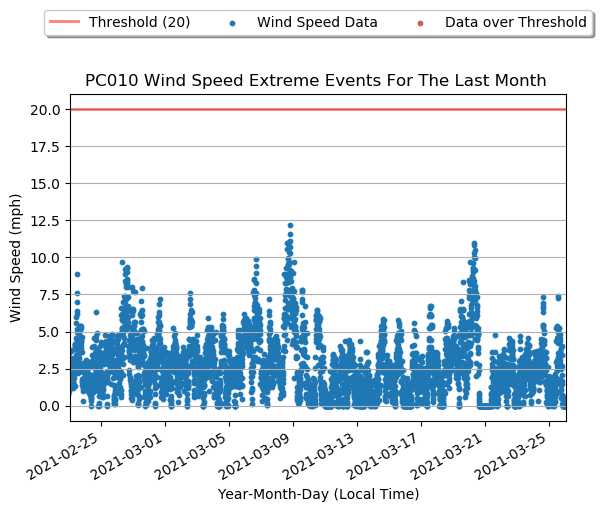 Threshold (20) Wind Speed Data Data over Threshold
PC010 Wind Speed Extreme Events For The Last Month
20.0
17.5
15.0
12.5
10.0
7.5
5.0
2.5
0.0
Wind Speed (mph)
2021-02-25 2021-03-01 2021-03-05 2021-03-09 2021-03-13 2021-03-17 2021-03-21 2021-03-25
Year-Month-Day (Local Time)